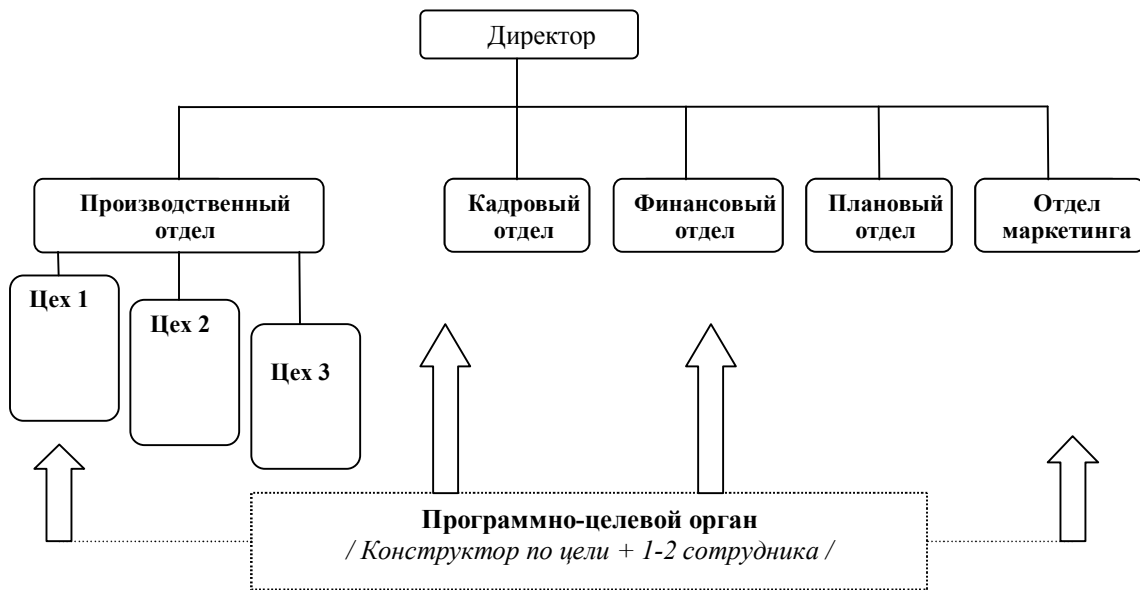 Директор
Производственный
отдел
Кадровый
отдел
Финансовый
отдел
Плановый
отдел
Отдел
маркетинга
Цех 1
Цех 2
Цех 3
Программно-целевой орган
/ Конструктор по цели + 1-2 сотрудника /